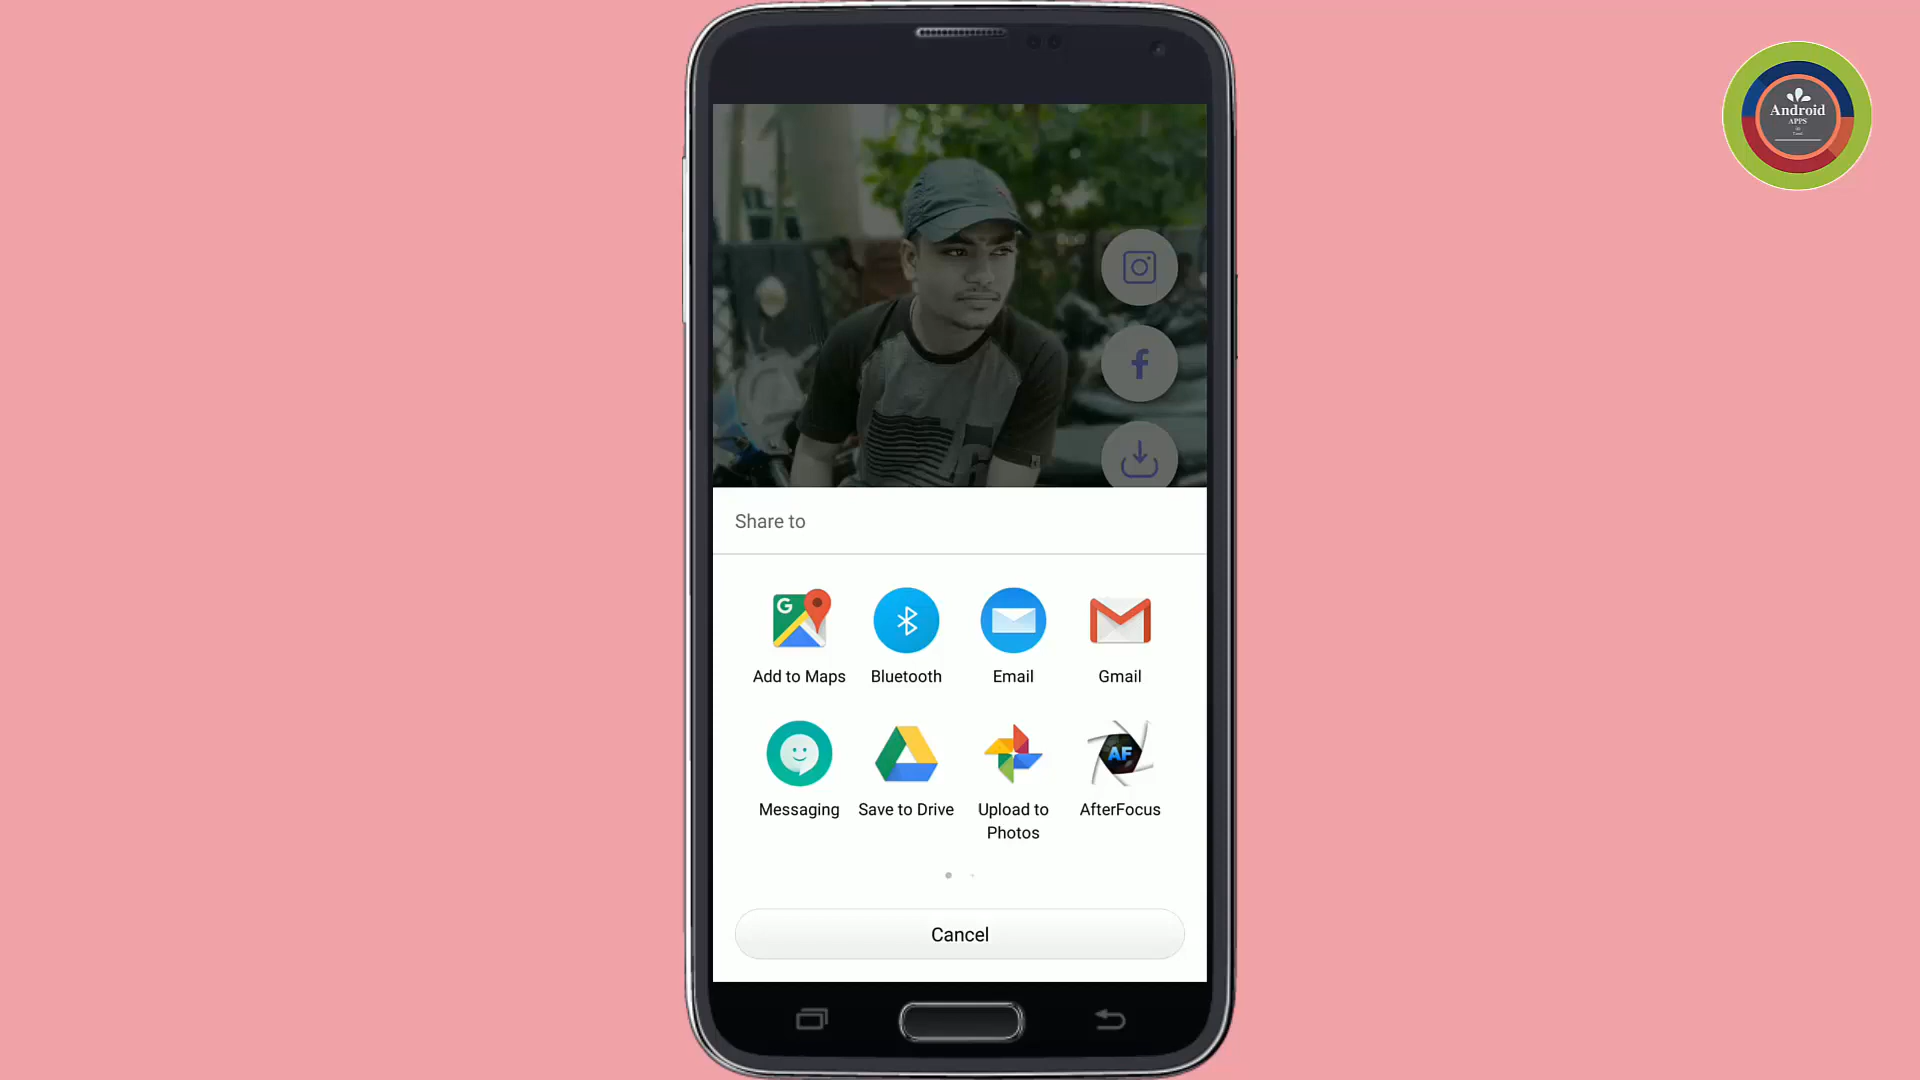 Android
APPS
Share to
G
Add to Maps
Bluetooth
Email
Gmail
AF
Messaging
Save to Drive
Upload to
Photos
AfterFocus
Cancel